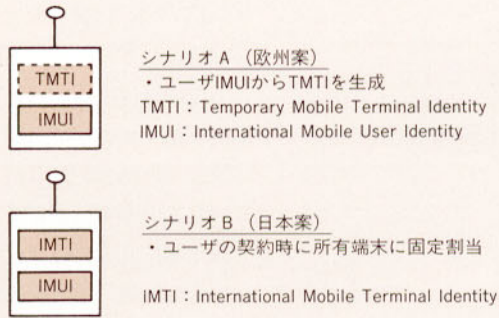 TMTI
IMUI
シナリオA（欧州案）
・ユーザIMUIからTMTIを生成
TMTI：Temporary Mobile Terminal Identity
IMUI：International Mobile User Identity
IMTI
IMUI
シナリオB（日本案）
・ユーザの契約時に所有端末に固定割当
IMTI：International Mobile Terminal Identity